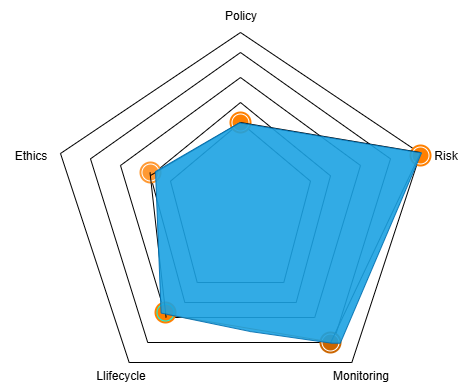 Policy
Ethics
Risk
Llifecycle
Monitoring